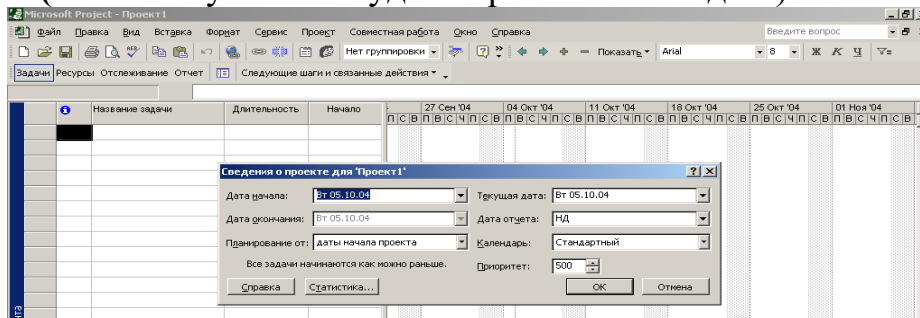 Microsoft Project - Проект1
Файл Правка Вид Вставка Формат Сервис Проект Совместная работа Окно Справка Введите вопрос
Нет группировки Показать Arial 8 Ж К Ч
Задачи Ресурсы Отслеживание Отчет Следующие шаги и связанные действия
Название задачи Длительность Начало 27 Сен '04 04 Окт '04 11 Окт '04 18 Окт '04 25 Окт '04 01 Ноя '04
П С В П В С Ч П С В П В С Ч П С В П В С Ч П С В П В С Ч П С В П В С Ч П С В П В С Ч П С В
Сведения о проекте для 'Проект1'
Дата начала: Вт 05.10.04 Текущая дата: Вт 05.10.04
Дата окончания: Вт 05.10.04 Дата отчета: НД
Планирование от: даты начала проекта Календарь: Стандартный
Все задачи начинаются как можно раньше. Приоритет: 500
Справка Статистика... ОК Отмена